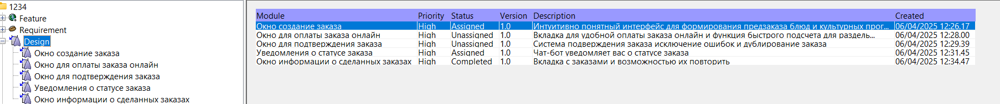 1234
Feature
Requirement
Design
Окно создание заказа
Окно для оплаты заказа онлайн
Окно для подтверждения заказа
Уведомления о статусе заказа
Окно информации о сделанных заказах
Module Priority Status Version Description Created
Окно создание заказа High Assigned 1.0 Интуитивно понятный интерфейс для формирования предзаказа блюд и культурных прог... 06/04/2025 12:26.17
Окно для оплаты заказа онлайн High Unassigned 1.0 Вкладка для удобной оплаты заказа онлайн и функция быстрого подсчета для раздель... 06/04/2025 12:28.00
Окно для подтверждения заказа High Unassigned 1.0 Система подверждения заказа исключение ошибок и дублирование заказа 06/04/2025 12:29.39
Уведомления о статусе заказа High Assigned 1.0 Чат-бот уведомляет вас о статусе заказа 06/04/2025 12:31.45
Окно информации о сделанных заказах High Completed 1.0 Вкладка с заказами и возможностью их повторить 06/04/2025 12:34.47